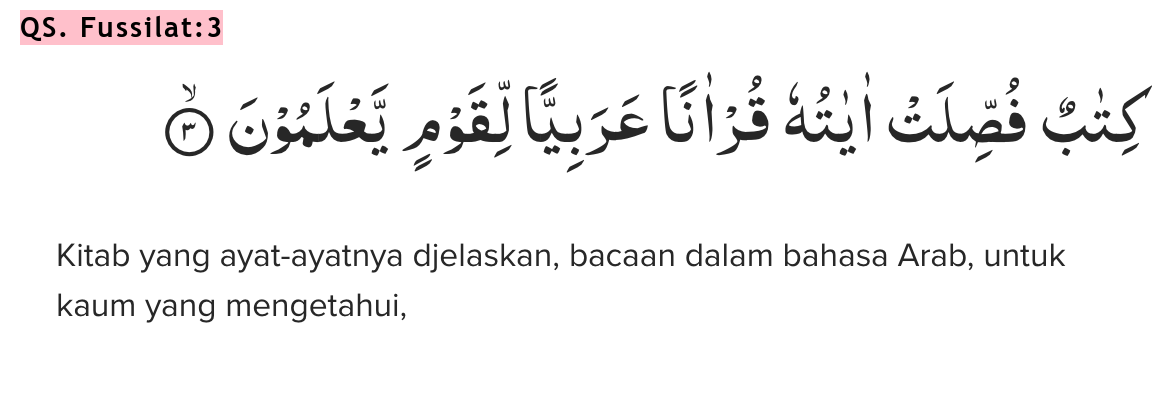 QS. Fussilat:3
كِتٰبٌ فُصِّلَتْ اٰيٰتُهٗ قُرْاٰنًا عَرَبِيًّا لِّقَوْمٍ يَّعْلَمُوْنَۙ ٣
Kitab yang ayat-ayatnya djelaskan, bacaan dalam bahasa Arab, untuk
kaum yang mengetahui,